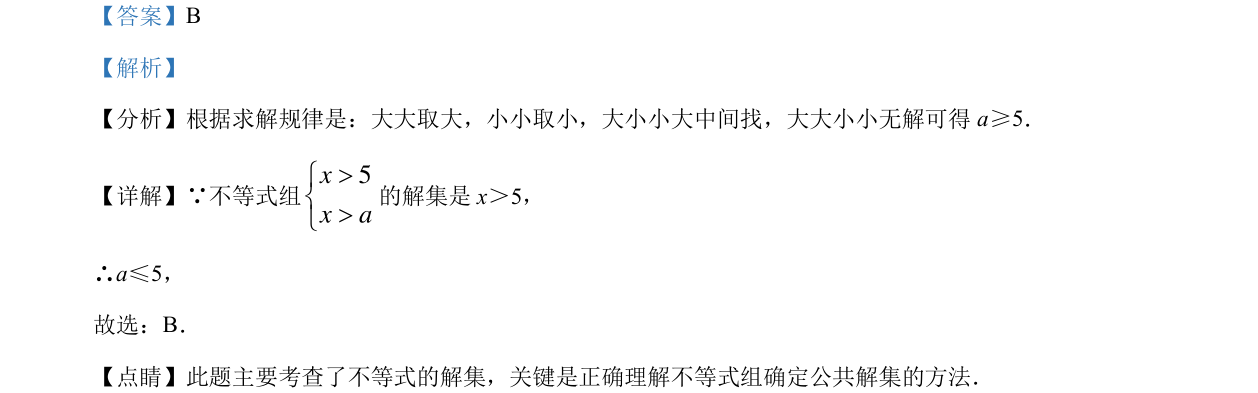 【答案】B
【解析】
【分析】根据求解规律是：大大取大，小小取小，大小小大中间找，大大小小无解可得 a≥5．
【详解】∵不等式组{x>5 x>a 的解集是 x＞5，
∴a≤5，
故选：B．
【点睛】此题主要考查了不等式的解集，关键是正确理解不等式组确定公共解集的方法．